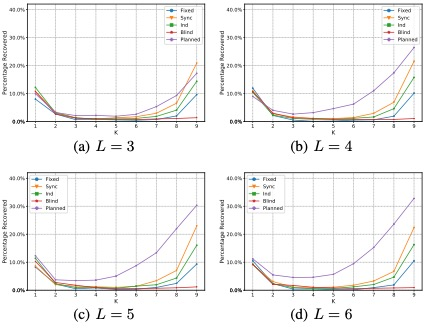 40.0%
30.0%
20.0%
10.0%
0.0%
Percentage Recovered
1 2 3 4 5 6 7 8 9
K
Fixed
Sync
Ind
Blind
Planned
(a) L = 3
40.0%
30.0%
20.0%
10.0%
0.0%
Percentage Recovered
1 2 3 4 5 6 7 8 9
K
Fixed
Sync
Ind
Blind
Planned
(b) L = 4
40.0%
30.0%
20.0%
10.0%
0.0%
Percentage Recovered
1 2 3 4 5 6 7 8 9
K
Fixed
Sync
Ind
Blind
Planned
(c) L = 5
40.0%
30.0%
20.0%
10.0%
0.0%
Percentage Recovered
1 2 3 4 5 6 7 8 9
K
Fixed
Sync
Ind
Blind
Planned
(d) L = 6